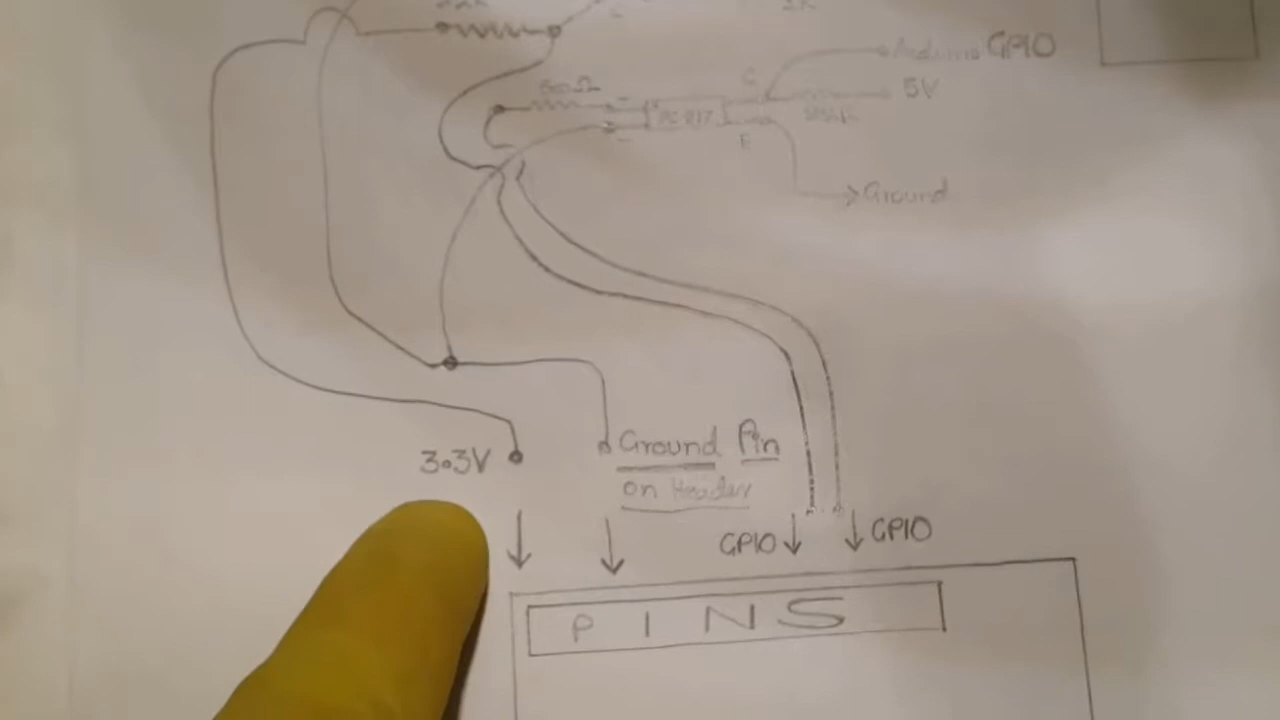 C
Arduino GPIO
C
5V
E
Ground
3.3V
Ground Pin
on Header
GPIO
GPIO
PINS